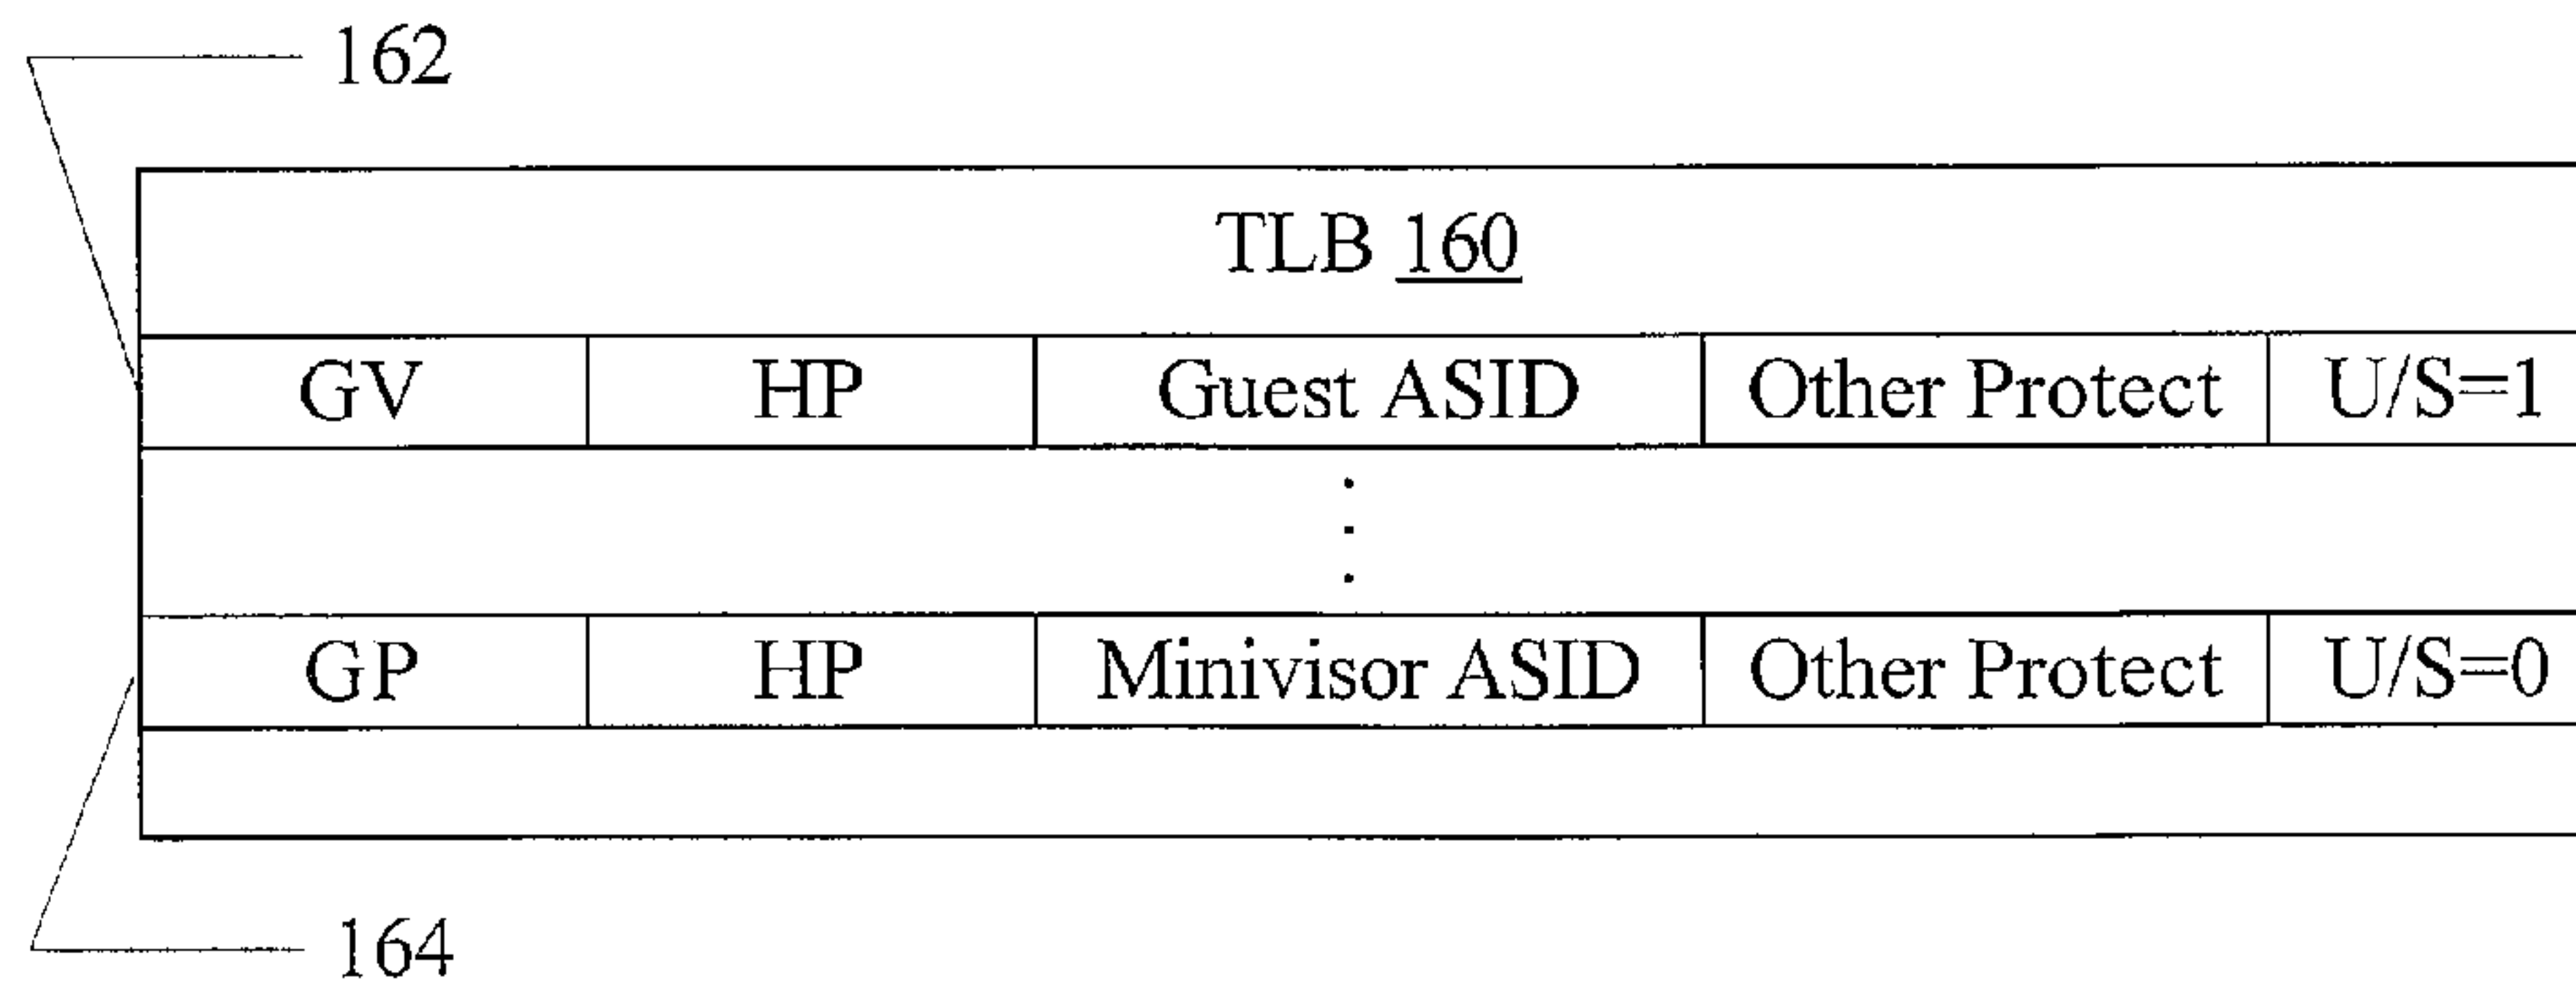 162
TLB 160
GV HP Guest ASID Other Protect U/S=1
GP HP Minivisor ASID Other Protect U/S=0
164